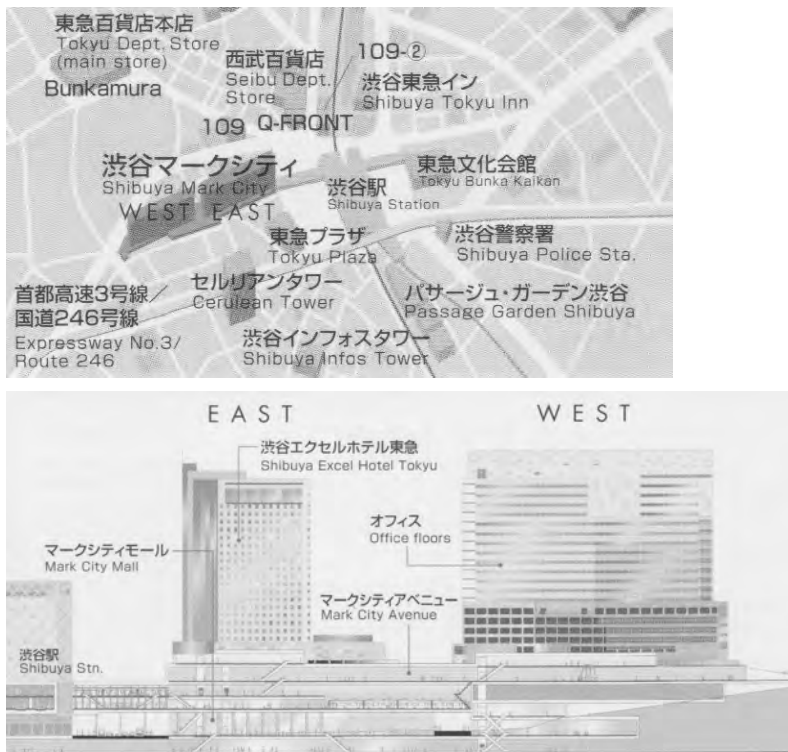 東急百貨店本店
Tokyu Dept. Store
(main store)
Bunkamura
西武百貨店
Seibu Dept.
Store
109-②
渋谷東急イン
Shibuya Tokyu Inn
109
Q-FRONT
渋谷マークシティ
Shibuya Mark City
WEST EAST
渋谷駅
Shibuya Station
東急文化会館
Tokyu Bunka Kaikan
東急プラザ
Tokyu Plaza
渋谷警察署
Shibuya Police Sta.
首都高速3号線／
国道246号線
Expressway No.3/
Route 246
セルリアンタワー
Cerulean Tower
パサージュ・ガーデン渋谷
Passage Garden Shibuya
渋谷インフォスタワー
Shibuya Infos Tower
EAST
WEST
渋谷エクセルホテル東急
Shibuya Excel Hotel Tokyu
オフィス
Office floors
マークシティモール
Mark City Mall
マークシティアベニュー
Mark City Avenue
渋谷駅
Shibuya Stn.